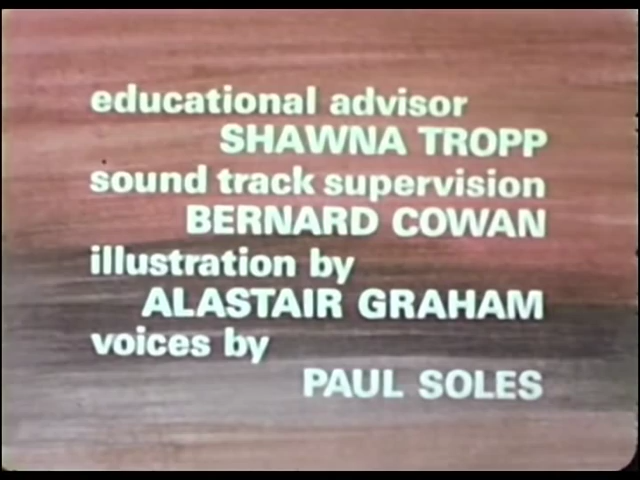 educational advisor
SHAWNA TROPP
sound track supervision
BERNARD COWAN
illustration by
ALASTAIR GRAHAM
voices by
PAUL SOLES